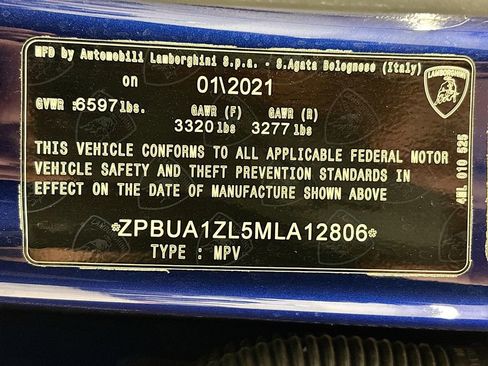 MFD by Automobili Lamborghini S.p.a. - S.Agata Bolognese (Italy)
on 01\2021
GVWR :6597lbs. GAWR (F) GAWR (R)
3320lbs 3277lbs
THIS VEHICLE CONFORMS TO ALL APPLICABLE FEDERAL MOTOR
VEHICLE SAFETY AND THEFT PREVENTION STANDARDS IN
EFFECT ON THE DATE OF MANUFACTURE SHOWN ABOVE
*ZPBUA1ZL5MLA12806*
TYPE : MPV
LAMBORGHINI
4ML 010 525